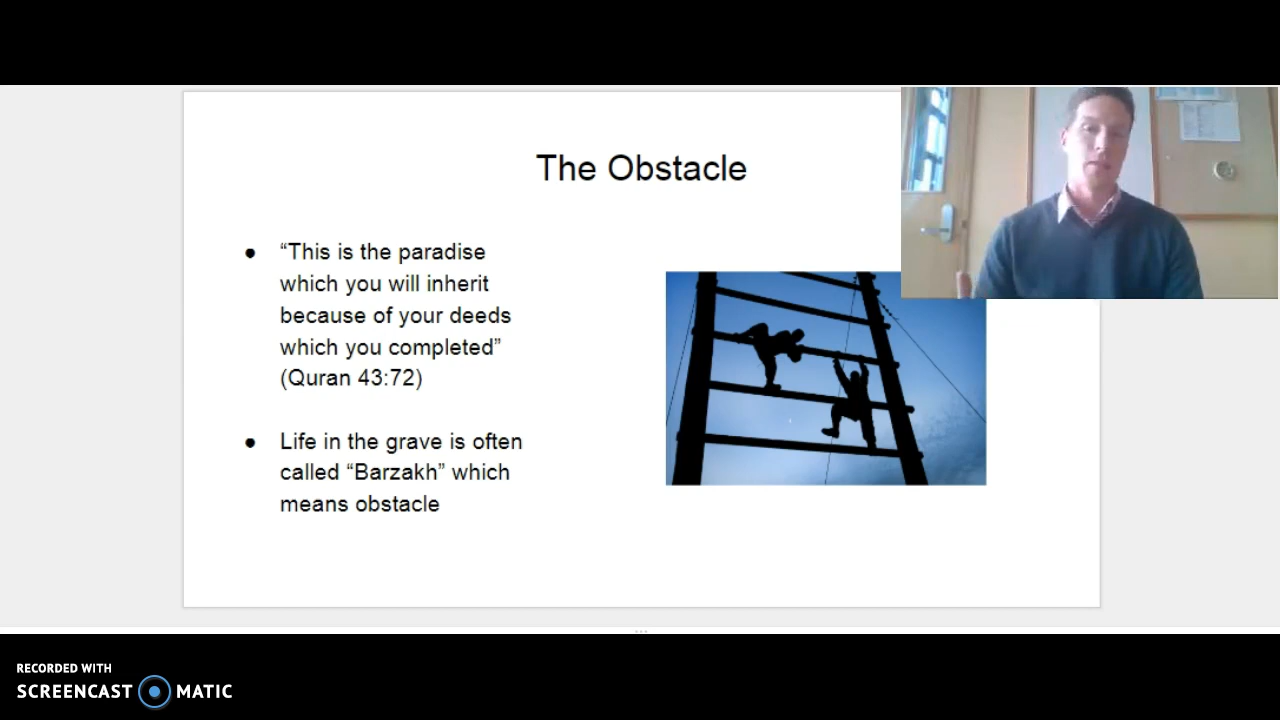 The Obstacle
● “This is the paradise
which you will inherit
because of your deeds
which you completed”
(Quran 43:72)
● Life in the grave is often
called “Barzakh” which
means obstacle
RECORDED WITH
SCREENCAST MATIC